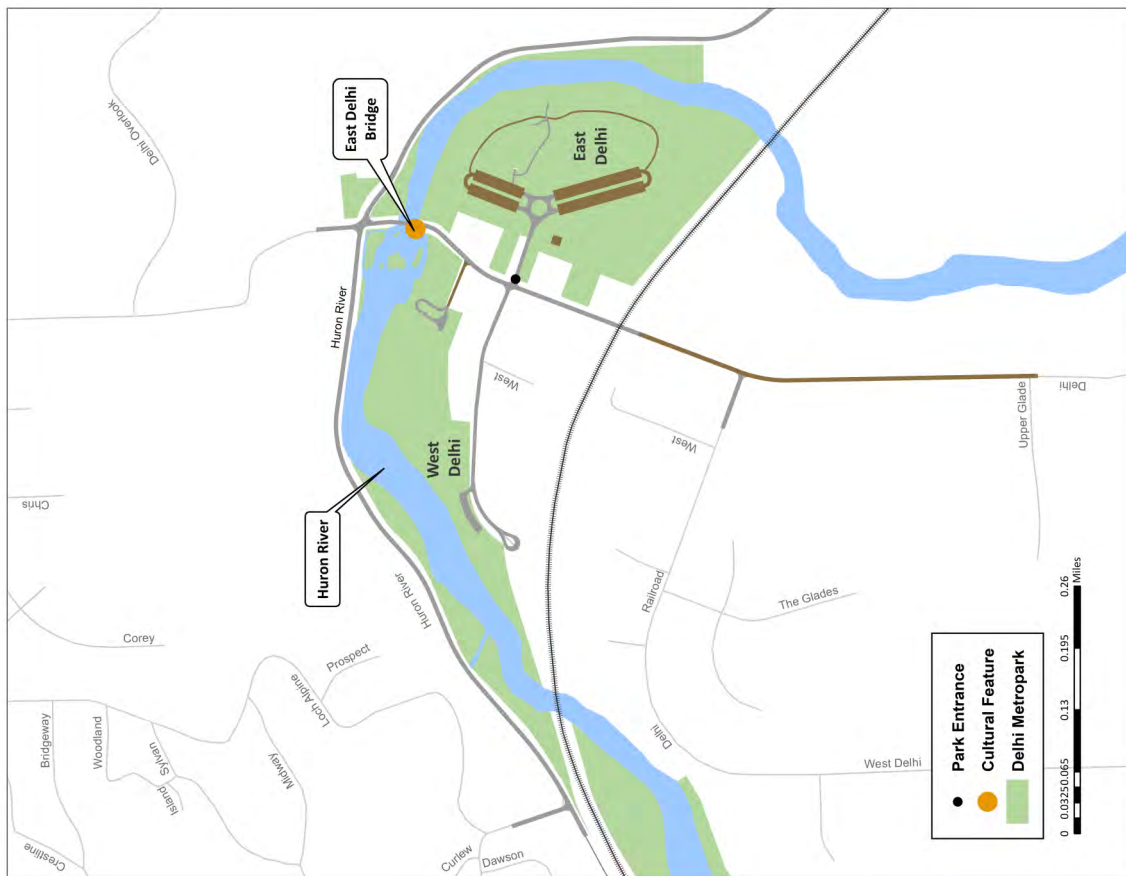 Delhi Overlook
East Delhi
Bridge
East
Delhi
Huron River
West
West
Delhi
Huron River
Chris
West
Upper Glade
Delhi
Huron River
Corey
Prospect
Loch Alpine
Railroad
The Glades
Bridgeway
Woodland
Sylvan
Island
Midway
Delhi
West Delhi
Crestline
Curlew
Dawson
Park Entrance
Cultural Feature
Delhi Metropark
0 0.0325 0.065 0.13 0.195 0.26
Miles